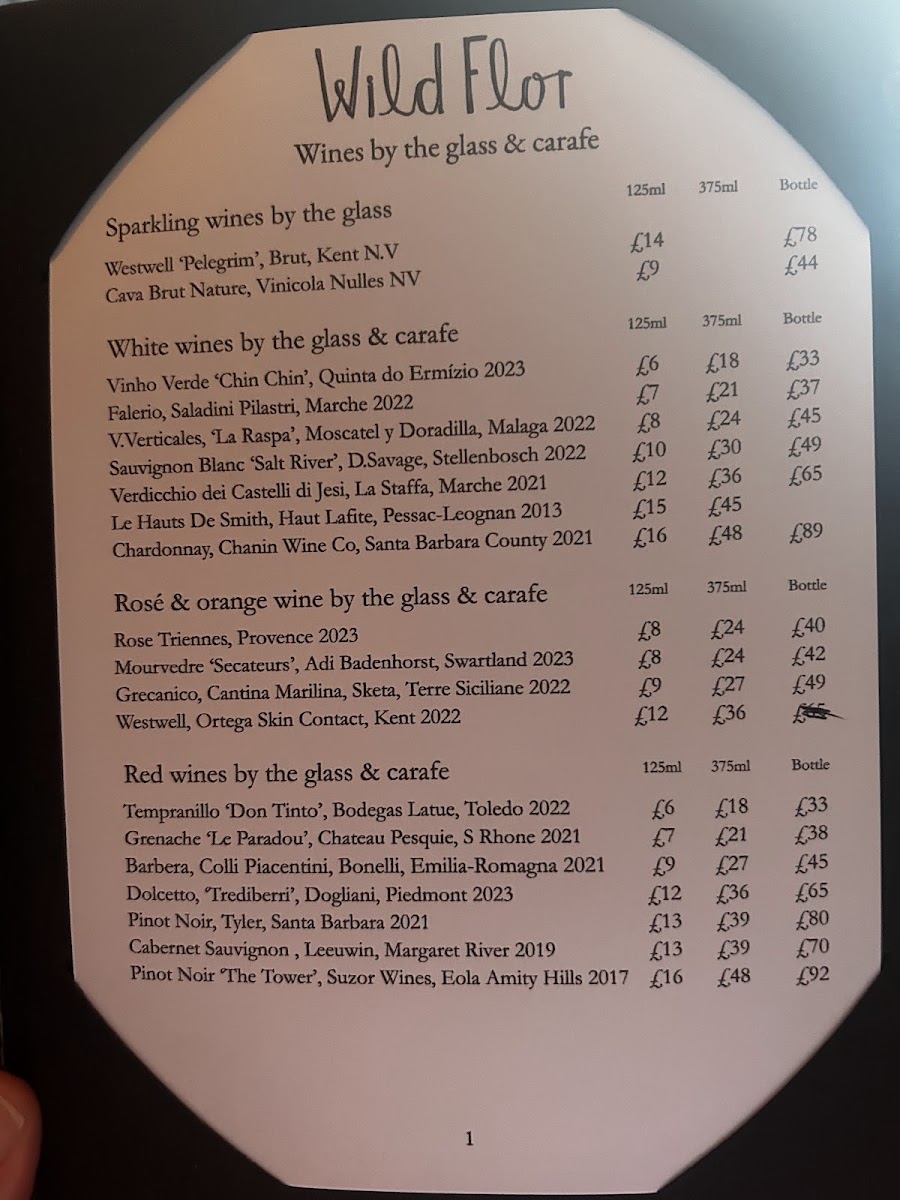 Wild Flor
Wines by the glass & carafe
Sparkling wines by the glass 125ml 375ml Bottle
Westwell ‘Pelegrim’, Brut, Kent N.V £14 £78
Cava Brut Nature, Vinicola Nulles NV £9 £44
White wines by the glass & carafe 125ml 375ml Bottle
Vinho Verde ‘Chin Chin’, Quinta do Ermízio 2023 £6 £18 £33
Falerio, Saladini Pilastri, Marche 2022 £7 £21 £37
V.Verticales, ‘La Raspa’, Moscatel y Doradilla, Malaga 2022 £8 £24 £45
Sauvignon Blanc ‘Salt River’, D.Savage, Stellenbosch 2022 £10 £30 £49
Verdicchio dei Castelli di Jesi, La Staffa, Marche 2021 £12 £36 £65
Le Hauts De Smith, Haut Lafite, Pessac-Leognan 2013 £15 £45
Chardonnay, Chanin Wine Co, Santa Barbara County 2021 £16 £48 £89
Rosé & orange wine by the glass & carafe 125ml 375ml Bottle
Rose Triennes, Provence 2023 £8 £24 £40
Mourvedre ‘Secateurs’, Adi Badenhorst, Swartland 2023 £8 £24 £42
Grecanico, Cantina Marilina, Sketa, Terre Siciliane 2022 £9 £27 £49
Westwell, Ortega Skin Contact, Kent 2022 £12 £36
Red wines by the glass & carafe 125ml 375ml Bottle
Tempranillo ‘Don Tinto’, Bodegas Latue, Toledo 2022 £6 £18 £33
Grenache ‘Le Paradou’, Chateau Pesquie, S Rhone 2021 £7 £21 £38
Barbera, Colli Piacentini, Bonelli, Emilia-Romagna 2021 £9 £27 £45
Dolcetto, ‘Trediberri’, Dogliani, Piedmont 2023 £12 £36 £65
Pinot Noir, Tyler, Santa Barbara 2021 £13 £39 £80
Cabernet Sauvignon , Leeuwin, Margaret River 2019 £13 £39 £70
Pinot Noir ‘The Tower’, Suzor Wines, Eola Amity Hills 2017 £16 £48 £92
1